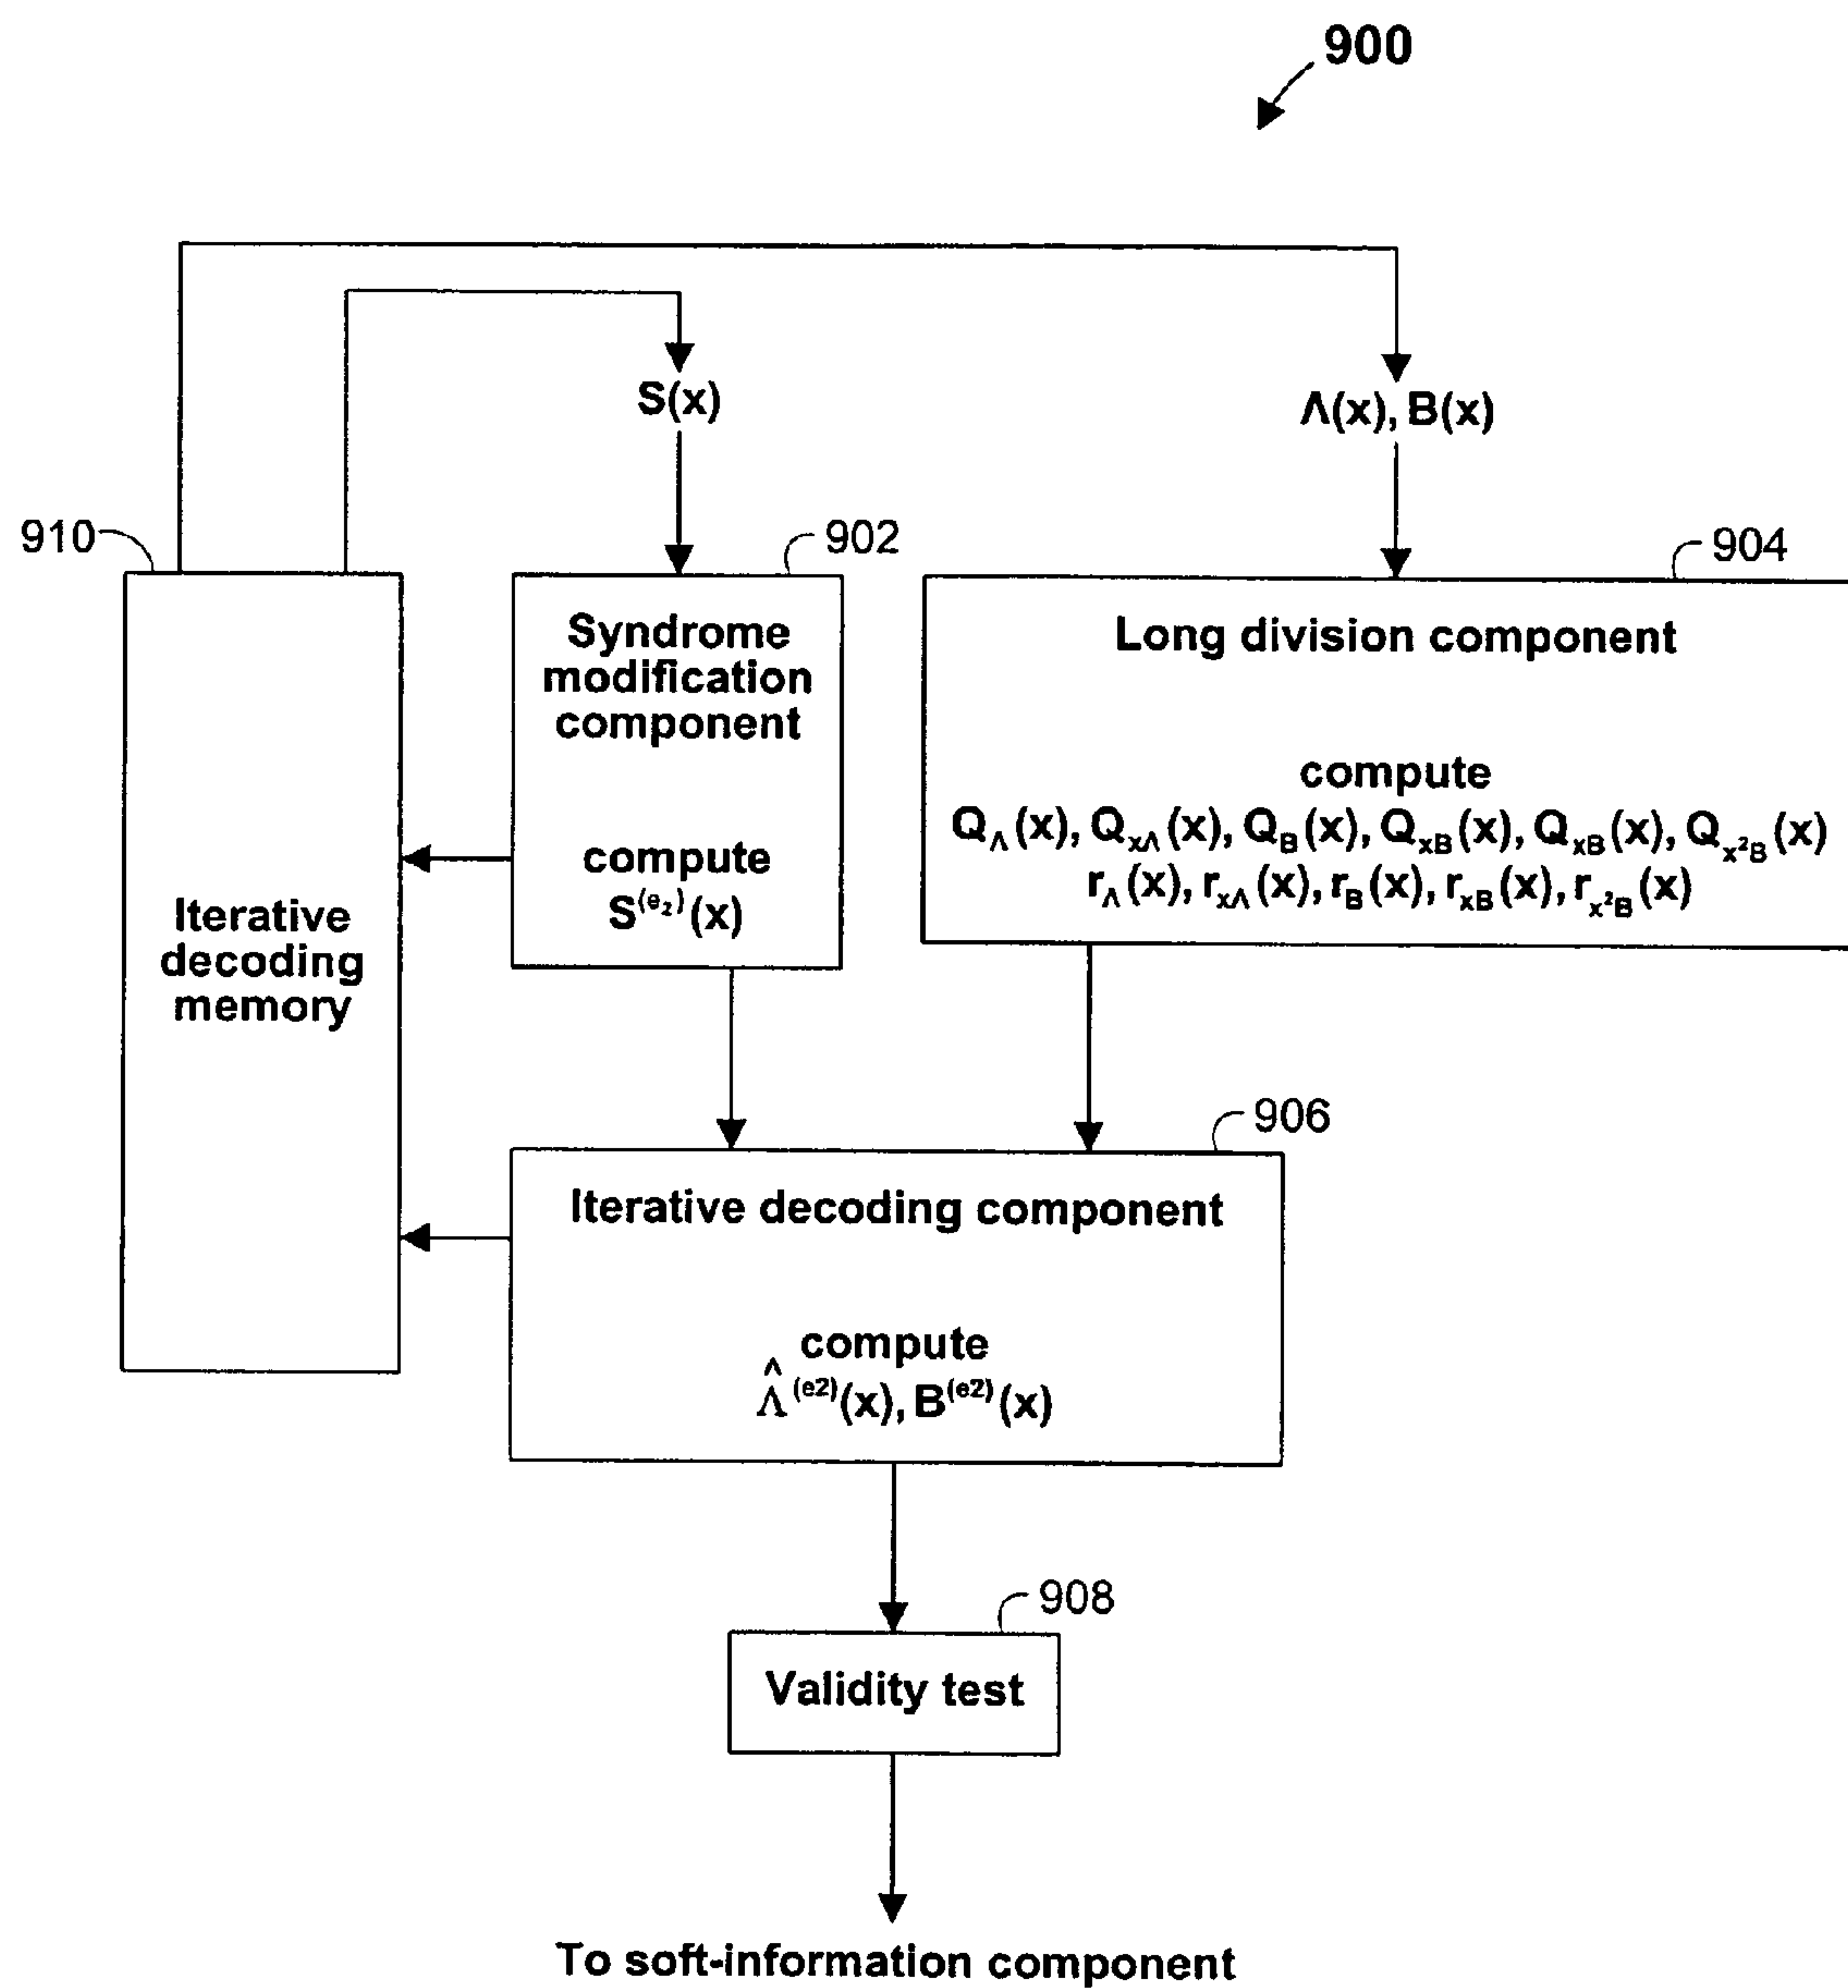 900
S(x)
Λ(x), B(x)
910
902
904
Syndrome
modification
component
compute
S^(e₂)(x)
Long division component
compute
Q_Λ(x), Q_xΛ(x), Q_B(x), Q_xB(x), Q_xB(x), Q_x²B(x)
r_Λ(x), r_xΛ(x), r_B(x), r_xB(x), r_x²B(x)
Iterative
decoding
memory
906
Iterative decoding component
compute
Λ̂^(e2)(x), B^(e2)(x)
908
Validity test
To soft-information component